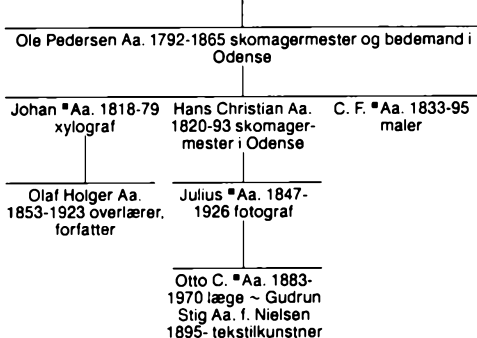 Ole Pedersen Aa. 1792-1865 skomagermester og bedemand i
Odense
Johan ■Aa. 1818-79
xylograf
Hans Christian Aa.
1820-93 skomager-
mester i Odense
C. F. ■Aa. 1833-95
maler
Olaf Holger Aa.
1853-1923 overlærer,
forfatter
Julius ■Aa. 1847-
1926 fotograf
Otto C. ■Aa. 1883-
1970 læge ~ Gudrun
Stig Aa. f. Nielsen
1895- tekstilkunstner